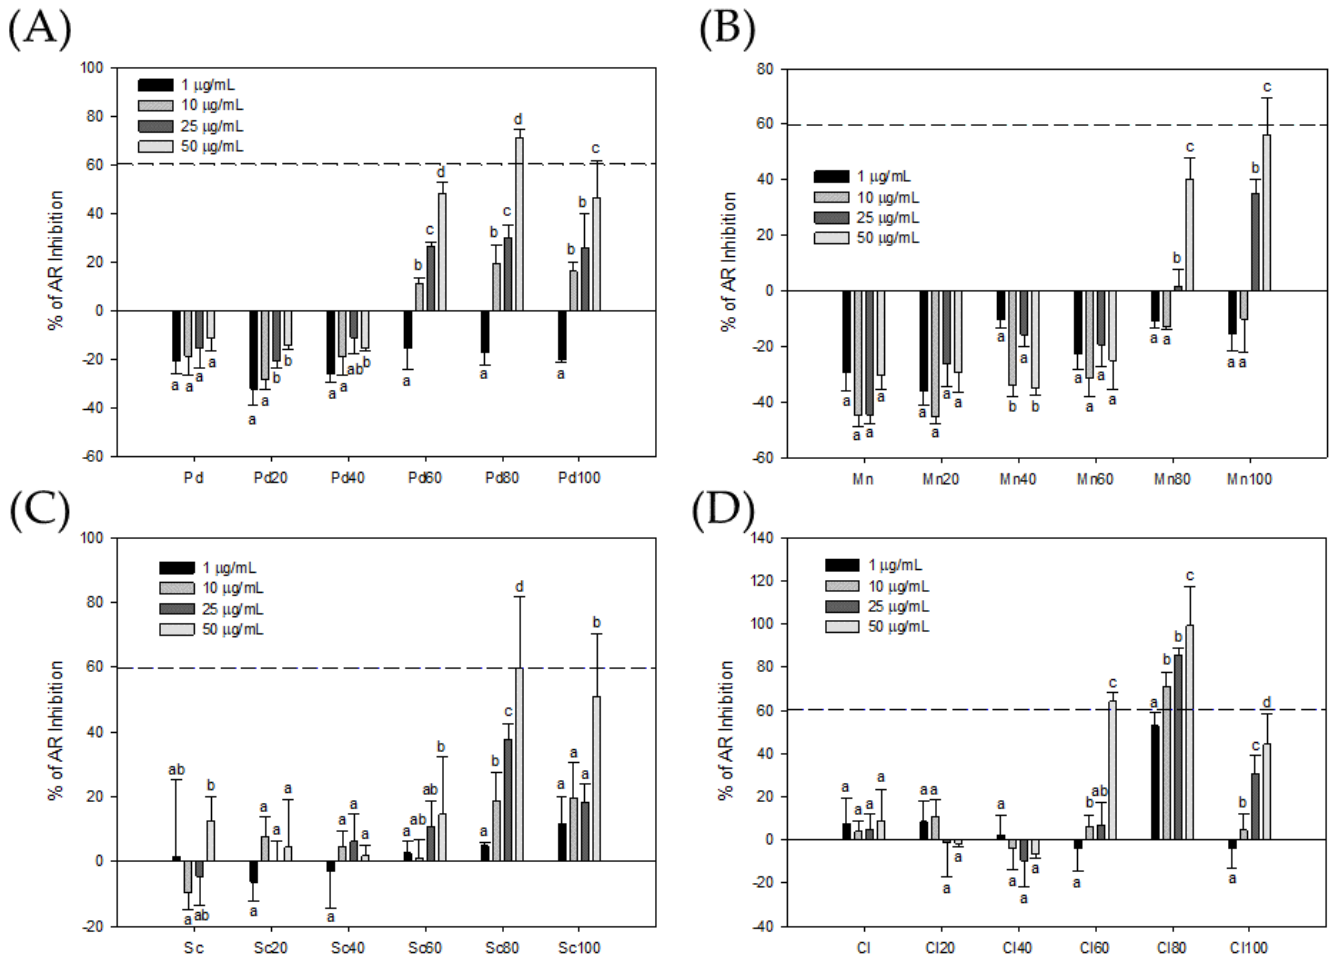 (A)
% of AR Inhibition
100
80
60
40
20
0
-20
-40
-60
1 µg/mL
10 µg/mL
25 µg/mL
50 µg/mL
a a a a
a a b b
a a ab b
a b c d
a b c d
a b b c
Pd Pd20 Pd40 Pd60 Pd80 Pd100
(B)
% of AR Inhibition
80
60
40
20
0
-20
-40
-60
1 µg/mL
10 µg/mL
25 µg/mL
50 µg/mL
a a a a
a a a a
a b a b
a a a a
a a b c
a a b c
Mn Mn20 Mn40 Mn60 Mn80 Mn100
(C)
% of AR Inhibition
100
80
60
40
20
0
-20
1 µg/mL
10 µg/mL
25 µg/mL
50 µg/mL
ab a ab b
a a a a
a a a a
a ab ab b
a b c d
a a a b
Sc Sc20 Sc40 Sc60 Sc80 Sc100
(D)
% of AR Inhibition
140
120
100
80
60
40
20
0
-20
-40
1 µg/mL
10 µg/mL
25 µg/mL
50 µg/mL
a a a a
a a a a
a a a a
a b ab c
a b b c
a b c d
Cl Cl20 Cl40 Cl60 Cl80 Cl100